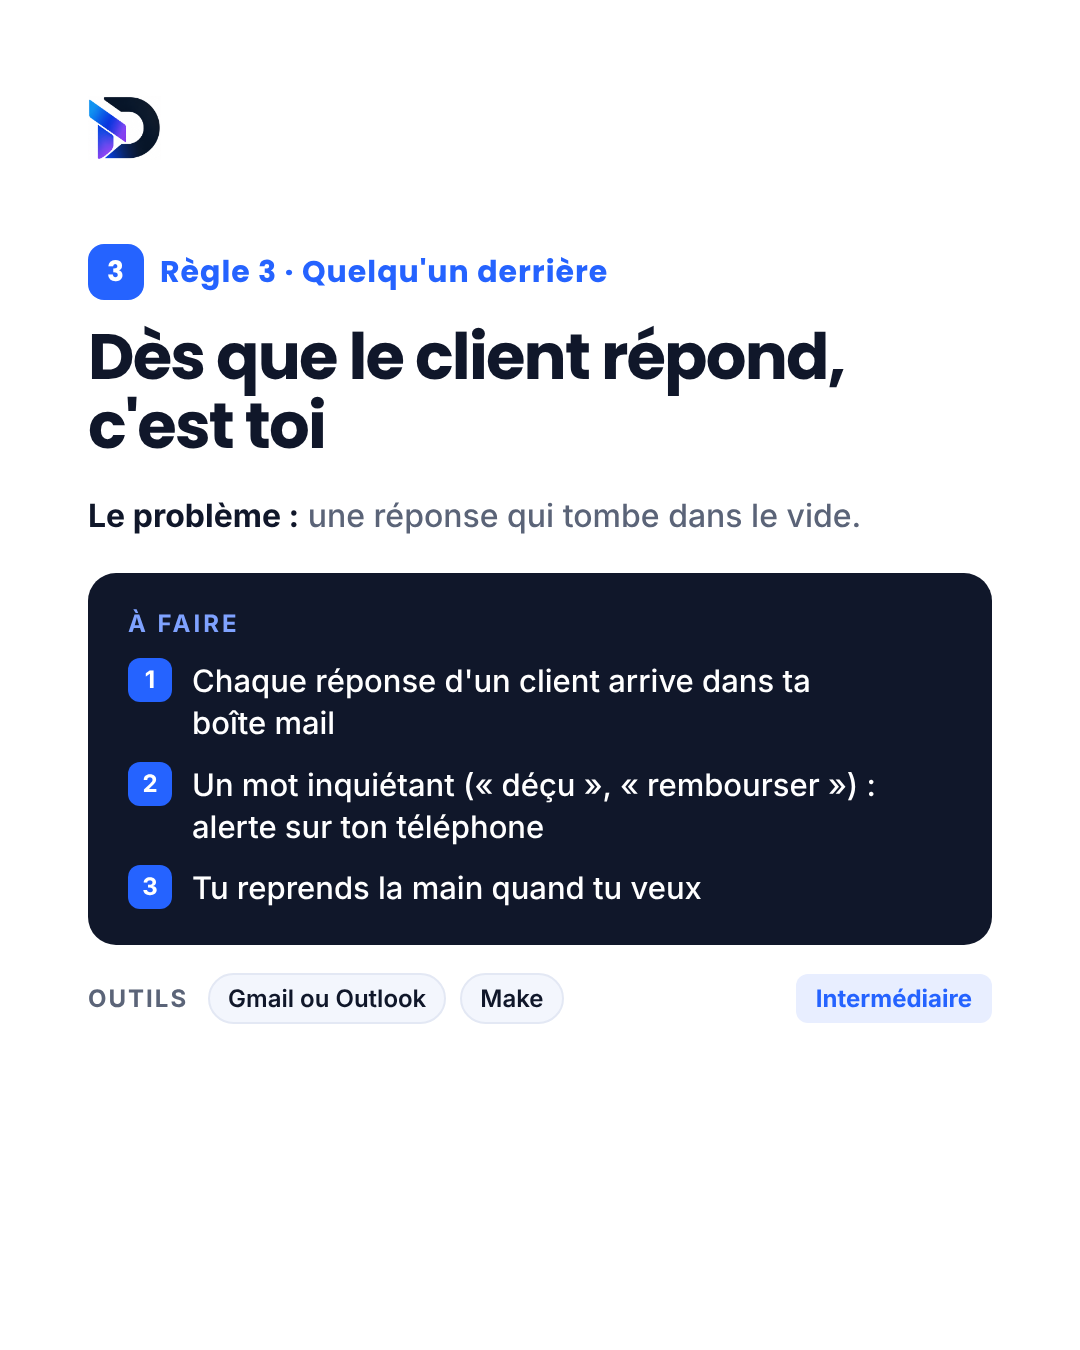 3 Règle 3 · Quelqu'un derrière
Dès que le client répond,
c'est toi
Le problème : une réponse qui tombe dans le vide.
À FAIRE
1 Chaque réponse d'un client arrive dans ta
boîte mail
2 Un mot inquiétant (« déçu », « rembourser ») :
alerte sur ton téléphone
3 Tu reprends la main quand tu veux
OUTILS Gmail ou Outlook Make Intermédiaire